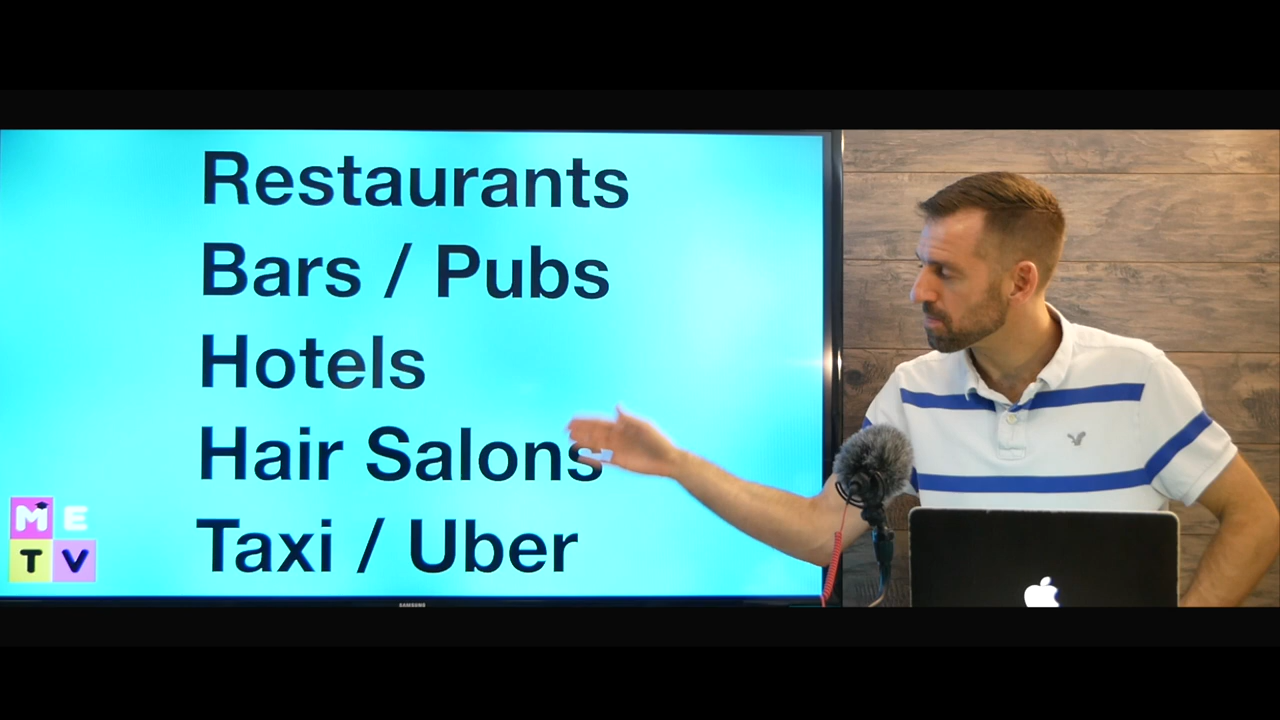 Restaurants
Bars / Pubs
Hotels
Hair Salons
Taxi / Uber
M E
T V
SAMSUNG